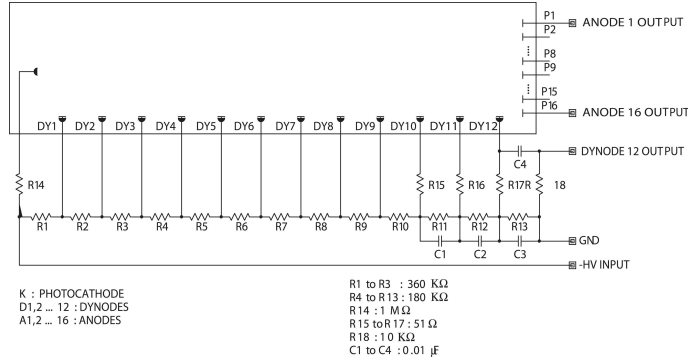 P1
ANODE 1 OUTPUT
P2
P8
P9
P15
P16
ANODE 16 OUTPUT
DY1 DY2 DY3 DY4 DY5 DY6 DY7 DY8 DY9 DY10 DY11 DY12
DYNODE 12 OUTPUT
C4
R14 R15 R16 R17R 18
R1 R2 R3 R4 R5 R6 R7 R8 R9 R10 R11 R12 R13
GND
C1 C2 C3
-HV INPUT
K : PHOTOCATHODE
D1,2 ... 12 : DYNODES
A1,2 ... 16 : ANODES
R1 to R3 : 360 KΩ
R4 to R13 : 180 KΩ
R14 : 1 MΩ
R15 to R17 : 51 Ω
R18 : 10 KΩ
C1 to C4 : 0.01 µF